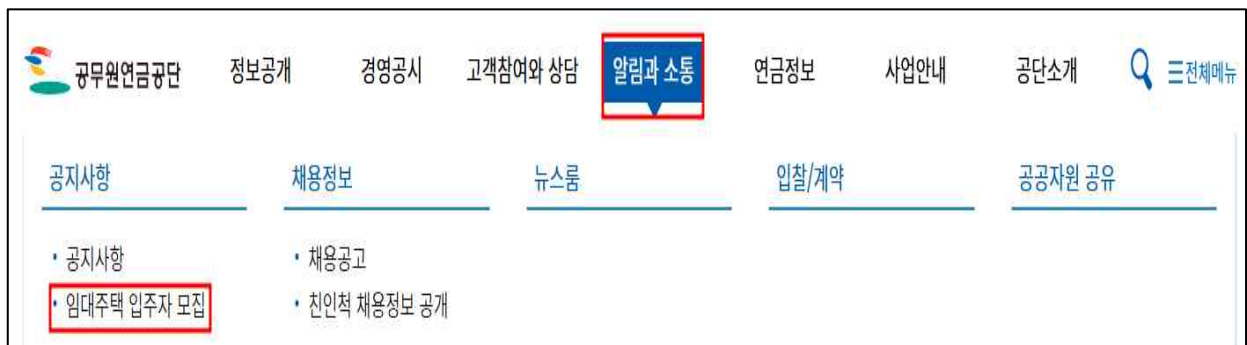 공무원연금공단 정보공개 경영공시 고객참여와 상담 알림과 소통 연금정보 사업안내 공단소개 전체메뉴
공지사항 채용정보 뉴스룸 입찰/계약 공공자원 공유
· 공지사항 · 채용공고
· 임대주택 입주자 모집 · 친인척 채용정보 공개